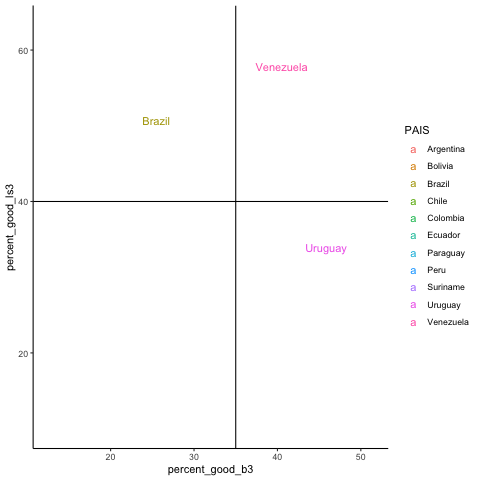 60
Venezuela
Brazil
40
percent_good_ls3
Uruguay
20
20 30 40 50
percent_good_b3
PAIS
a Argentina
a Bolivia
a Brazil
a Chile
a Colombia
a Ecuador
a Paraguay
a Peru
a Suriname
a Uruguay
a Venezuela